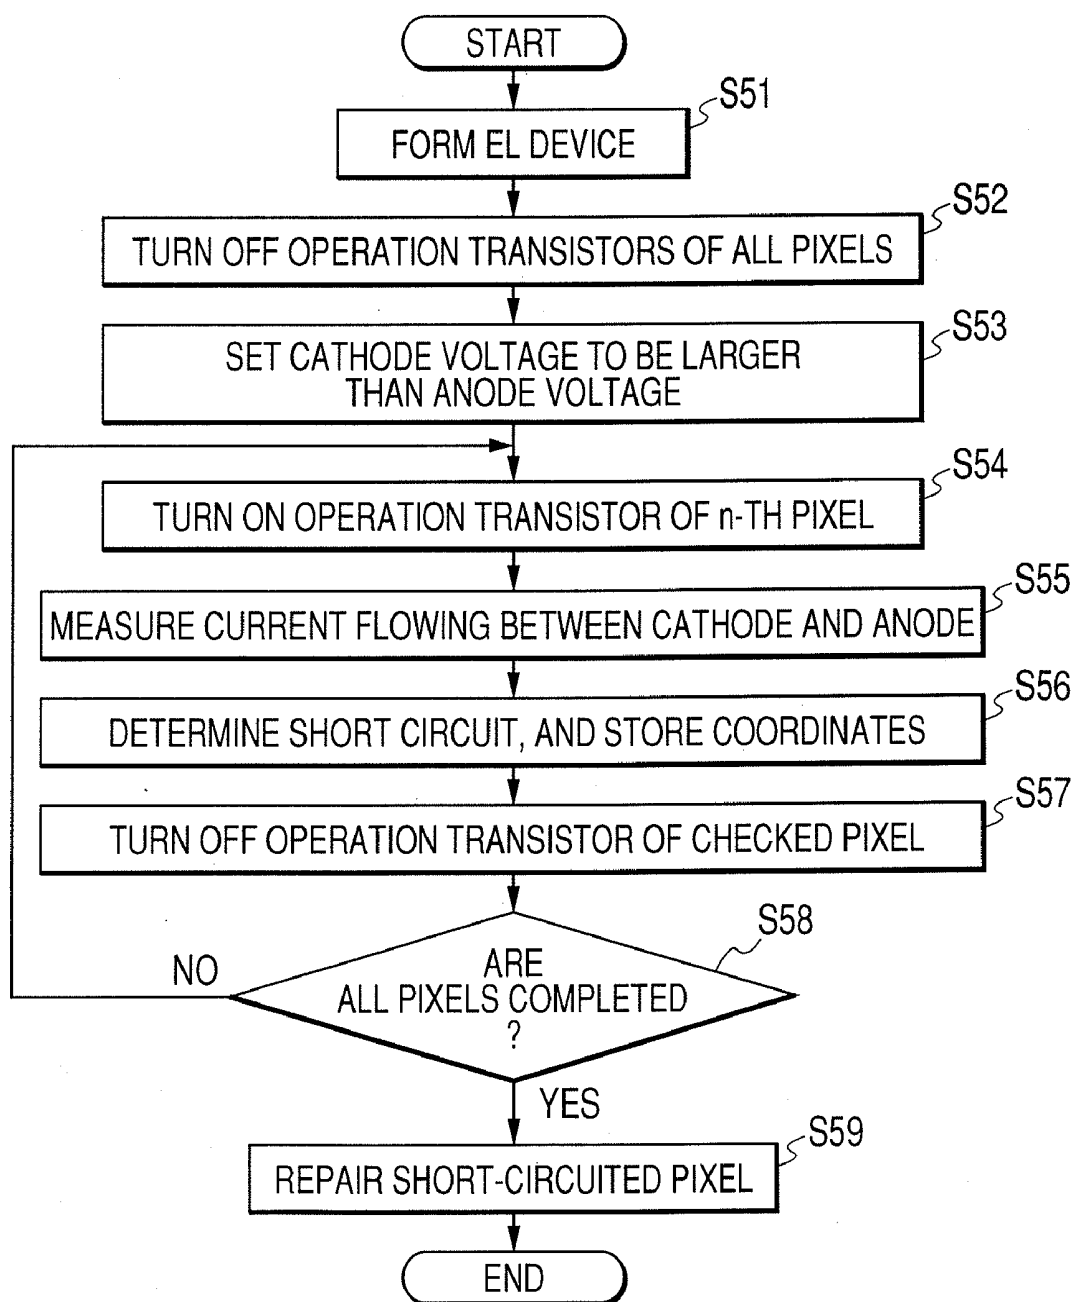 START
S51
FORM EL DEVICE
S52
TURN OFF OPERATION TRANSISTORS OF ALL PIXELS
S53
SET CATHODE VOLTAGE TO BE LARGER
THAN ANODE VOLTAGE
S54
TURN ON OPERATION TRANSISTOR OF n-TH PIXEL
S55
MEASURE CURRENT FLOWING BETWEEN CATHODE AND ANODE
S56
DETERMINE SHORT CIRCUIT, AND STORE COORDINATES
S57
TURN OFF OPERATION TRANSISTOR OF CHECKED PIXEL
S58
NO
ARE
ALL PIXELS COMPLETED
?
YES
S59
REPAIR SHORT-CIRCUITED PIXEL
END